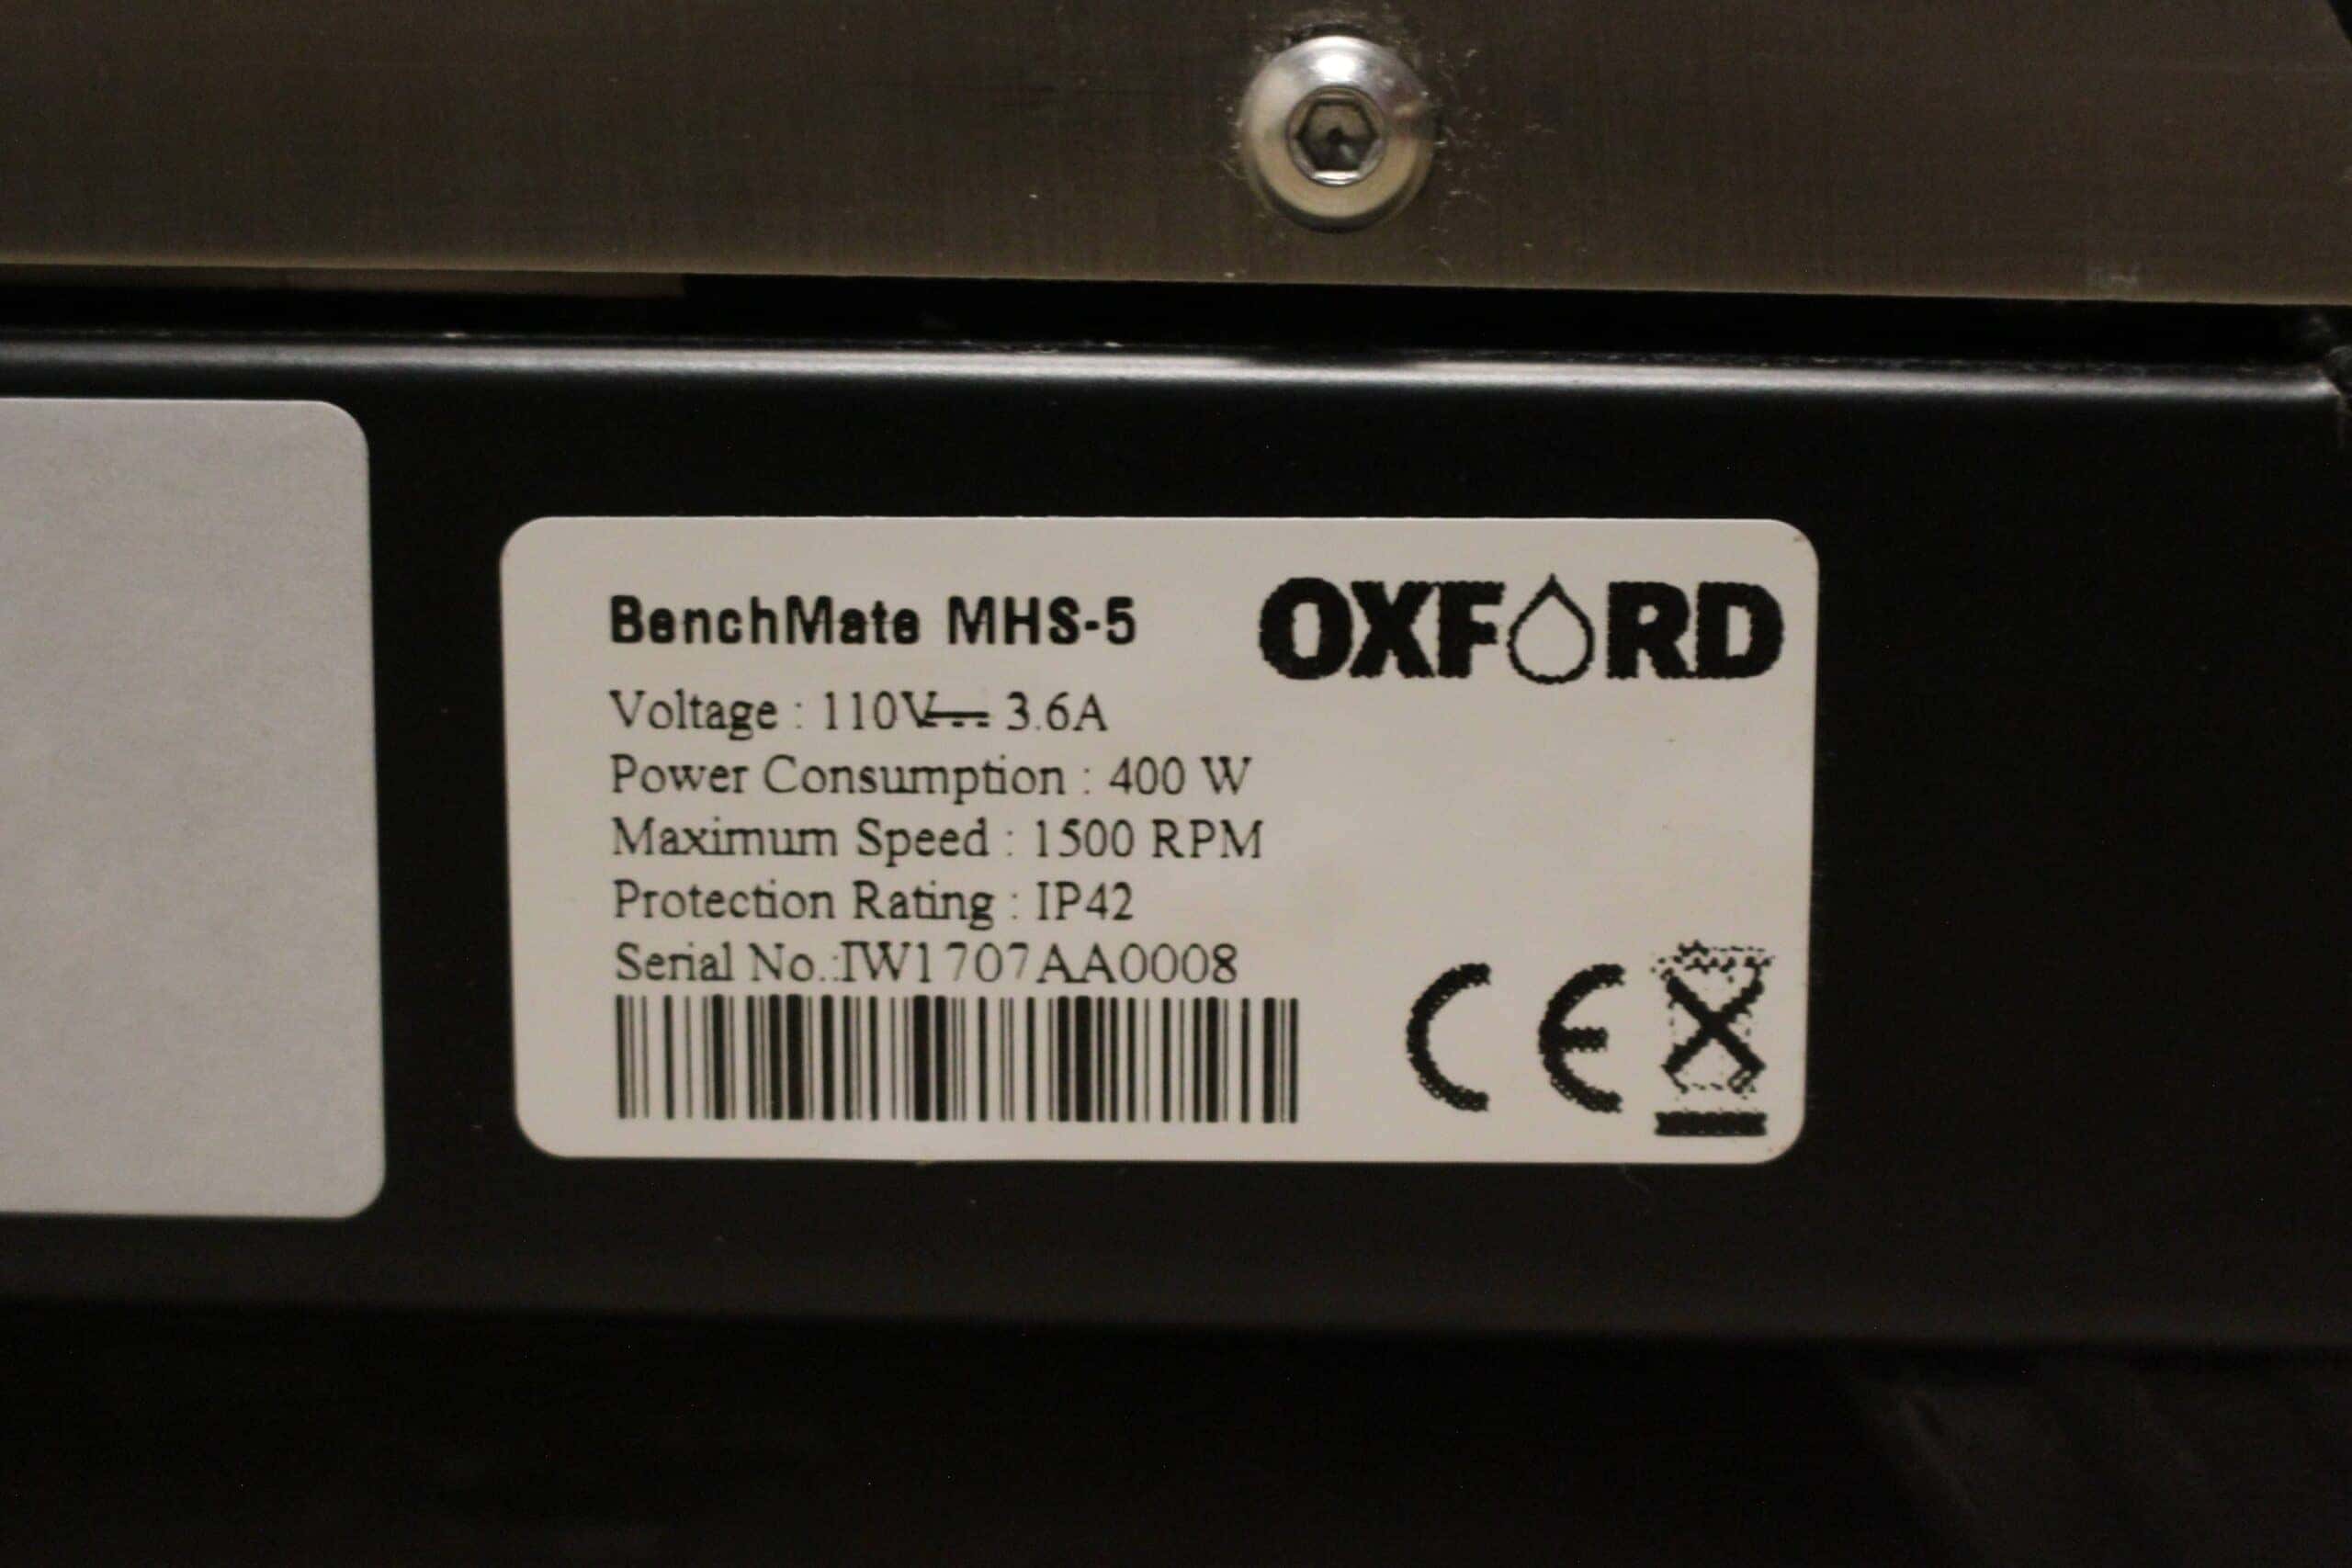 BenchMate MHS-5
OXFORD
Voltage : 110V⎓ 3.6A
Power Consumption : 400 W
Maximum Speed : 1500 RPM
Protection Rating : IP42
Serial No.:IW1707AA0008
CE